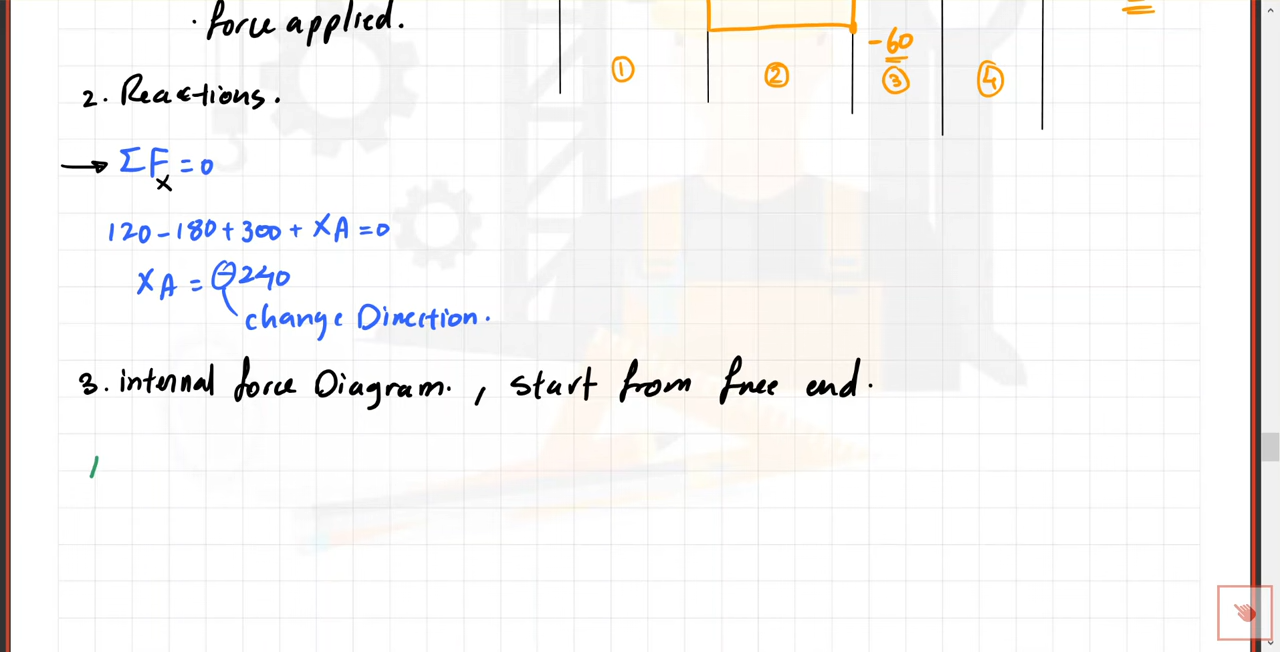 · force applied.
-60
① ② ③ ④
2. Reactions.
→ ΣFx = 0
120 - 180 + 300 + XA = 0
XA = ⊖240
change Direction.
3. internal force Diagram. , start from free end.